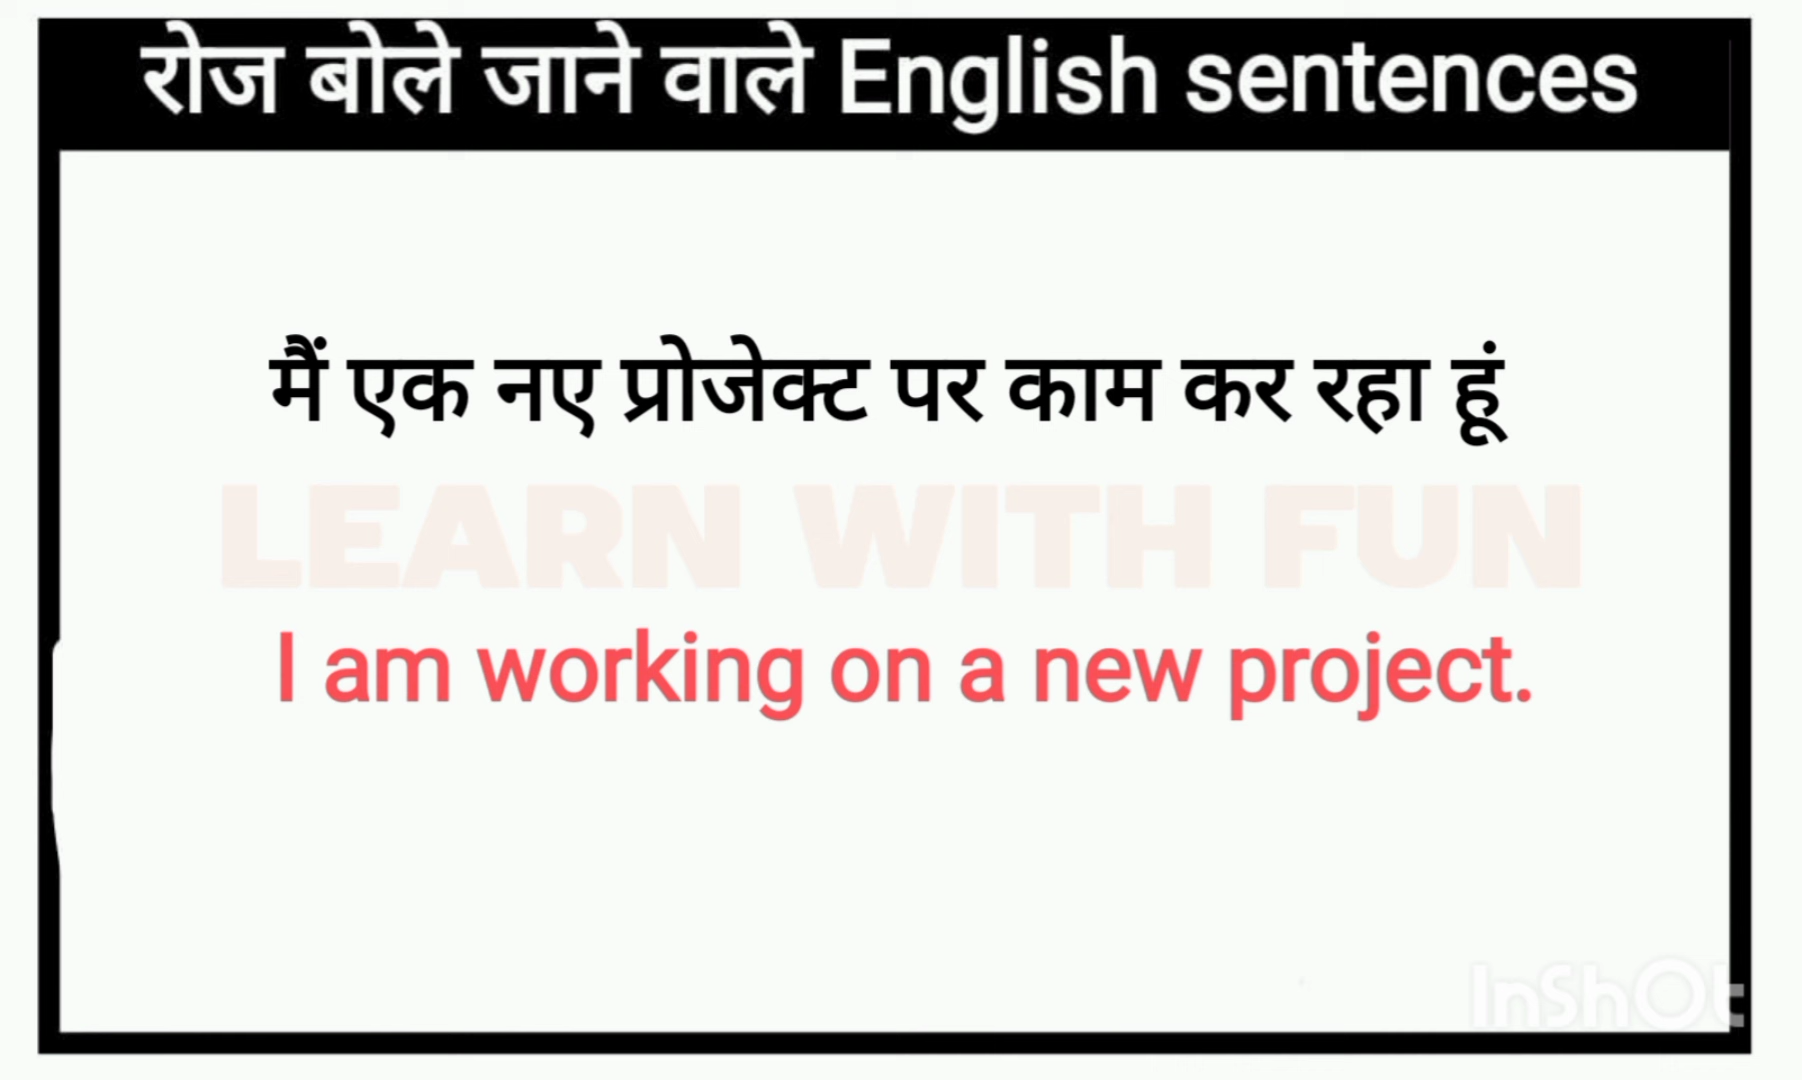 रोज बोले जाने वाले English sentences
मैं एक नए प्रोजेक्ट पर काम कर रहा हूं
LEARN WITH FUN
I am working on a new project.
InShOt